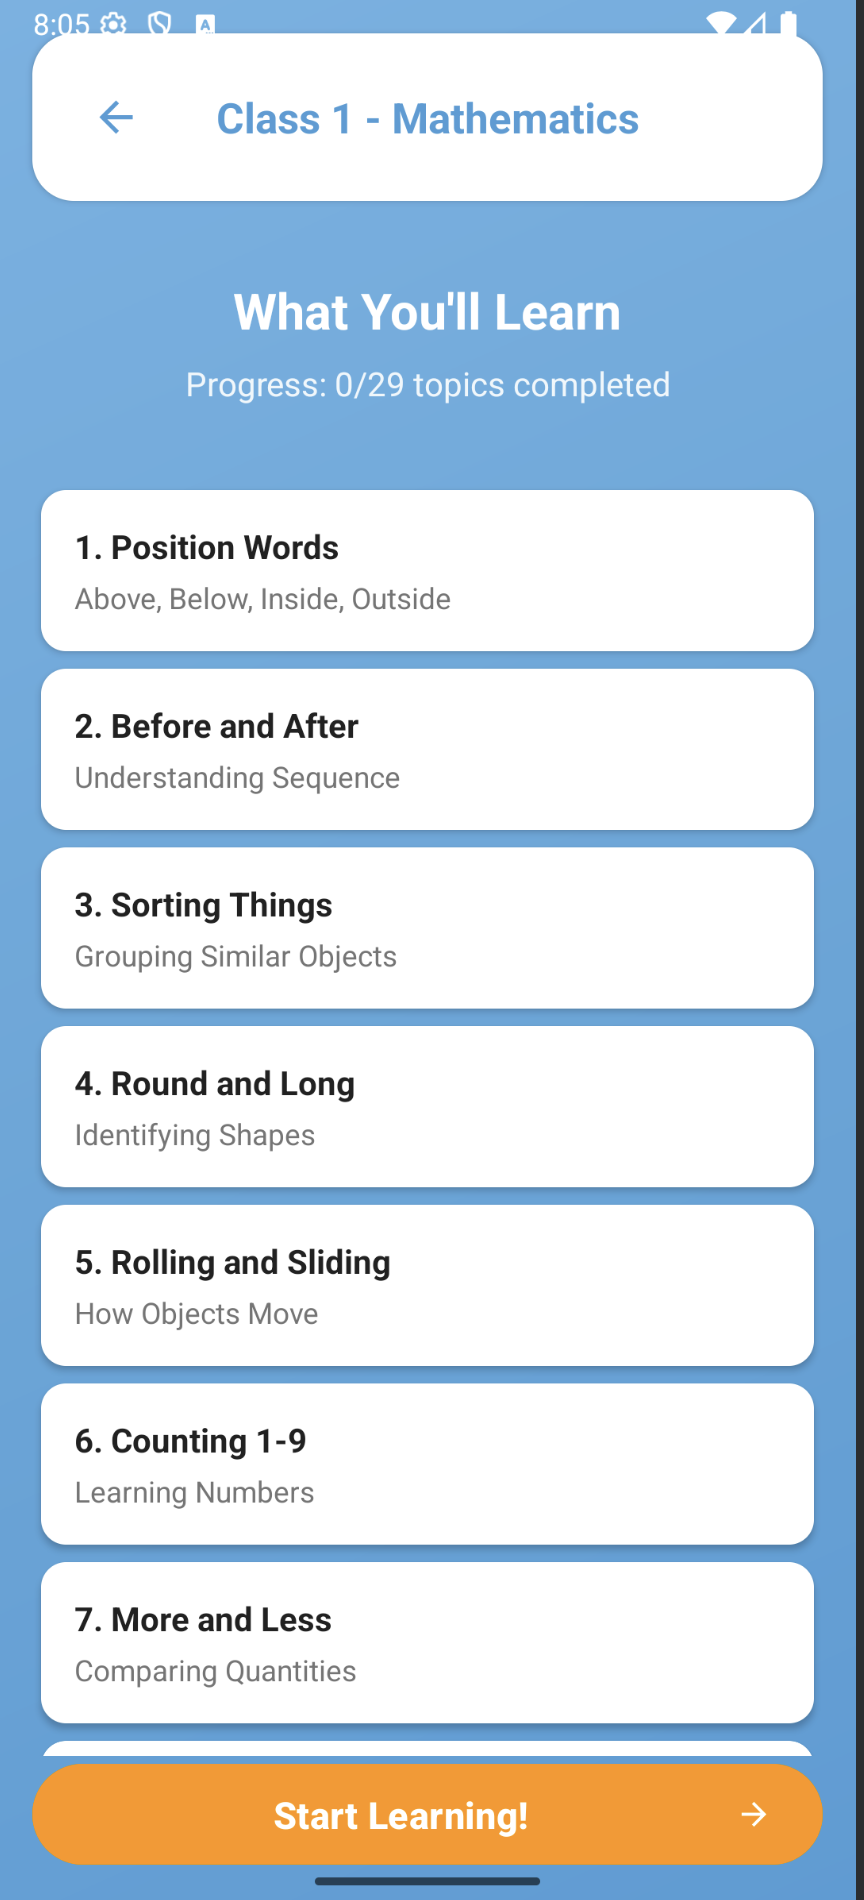 8:05 A
Class 1 - Mathematics
What You'll Learn
Progress: 0/29 topics completed
1. Position Words
Above, Below, Inside, Outside
2. Before and After
Understanding Sequence
3. Sorting Things
Grouping Similar Objects
4. Round and Long
Identifying Shapes
5. Rolling and Sliding
How Objects Move
6. Counting 1-9
Learning Numbers
7. More and Less
Comparing Quantities
Start Learning!